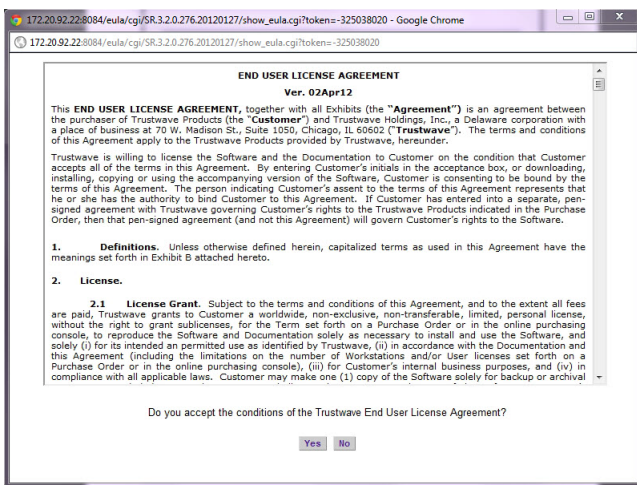 172.20.92.22:8084/eula/cgi/SR.3.2.0.276.20120127/show_eula.cgi?token=-325038020 - Google Chrome
172.20.92.22:8084/eula/cgi/SR.3.2.0.276.20120127/show_eula.cgi?token=-325038020
END USER LICENSE AGREEMENT
Ver. 02Apr12
This END USER LICENSE AGREEMENT, together with all Exhibits (the "Agreement") is an agreement between
the purchaser of Trustwave Products (the "Customer") and Trustwave Holdings, Inc., a Delaware corporation with
a place of business at 70 W. Madison St., Suite 1050, Chicago, IL 60602 ("Trustwave"). The terms and conditions
of this Agreement apply to the Trustwave Products provided by Trustwave, hereunder.
Trustwave is willing to license the Software and the Documentation to Customer on the condition that Customer
accepts all of the terms in this Agreement. By entering Customer's initials in the acceptance box, or downloading,
installing, copying or using the accompanying version of the Software, Customer is consenting to be bound by the
terms of this Agreement. The person indicating Customer's assent to the terms of this Agreement represents that
he or she has the authority to bind Customer to this Agreement. If Customer has entered into a separate, pen-
signed agreement with Trustwave governing Customer's rights to the Trustwave Products indicated in the Purchase
Order, then that pen-signed agreement (and not this Agreement) will govern Customer's rights to the Software.
1. Definitions. Unless otherwise defined herein, capitalized terms as used in this Agreement have the
meanings set forth in Exhibit B attached hereto.
2. License.
2.1 License Grant. Subject to the terms and conditions of this Agreement, and to the extent all fees
are paid, Trustwave grants to Customer a worldwide, non-exclusive, non-transferable, limited, personal license,
without the right to grant sublicenses, for the Term set forth on a Purchase Order or in the online purchasing
console, to reproduce the Software and Documentation solely as necessary to install and use the Software, and
solely (i) for its intended an permitted use as identified by Trustwave, (ii) in accordance with the Documentation and
this Agreement (including the limitations on the number of Workstations and/or User licenses set forth on a
Purchase Order or in the online purchasing console), (iii) for Customer's internal business purposes, and (iv) in
compliance with all applicable laws. Customer may make one (1) copy of the Software solely for backup or archival
Do you accept the conditions of the Trustwave End User License Agreement?
Yes No